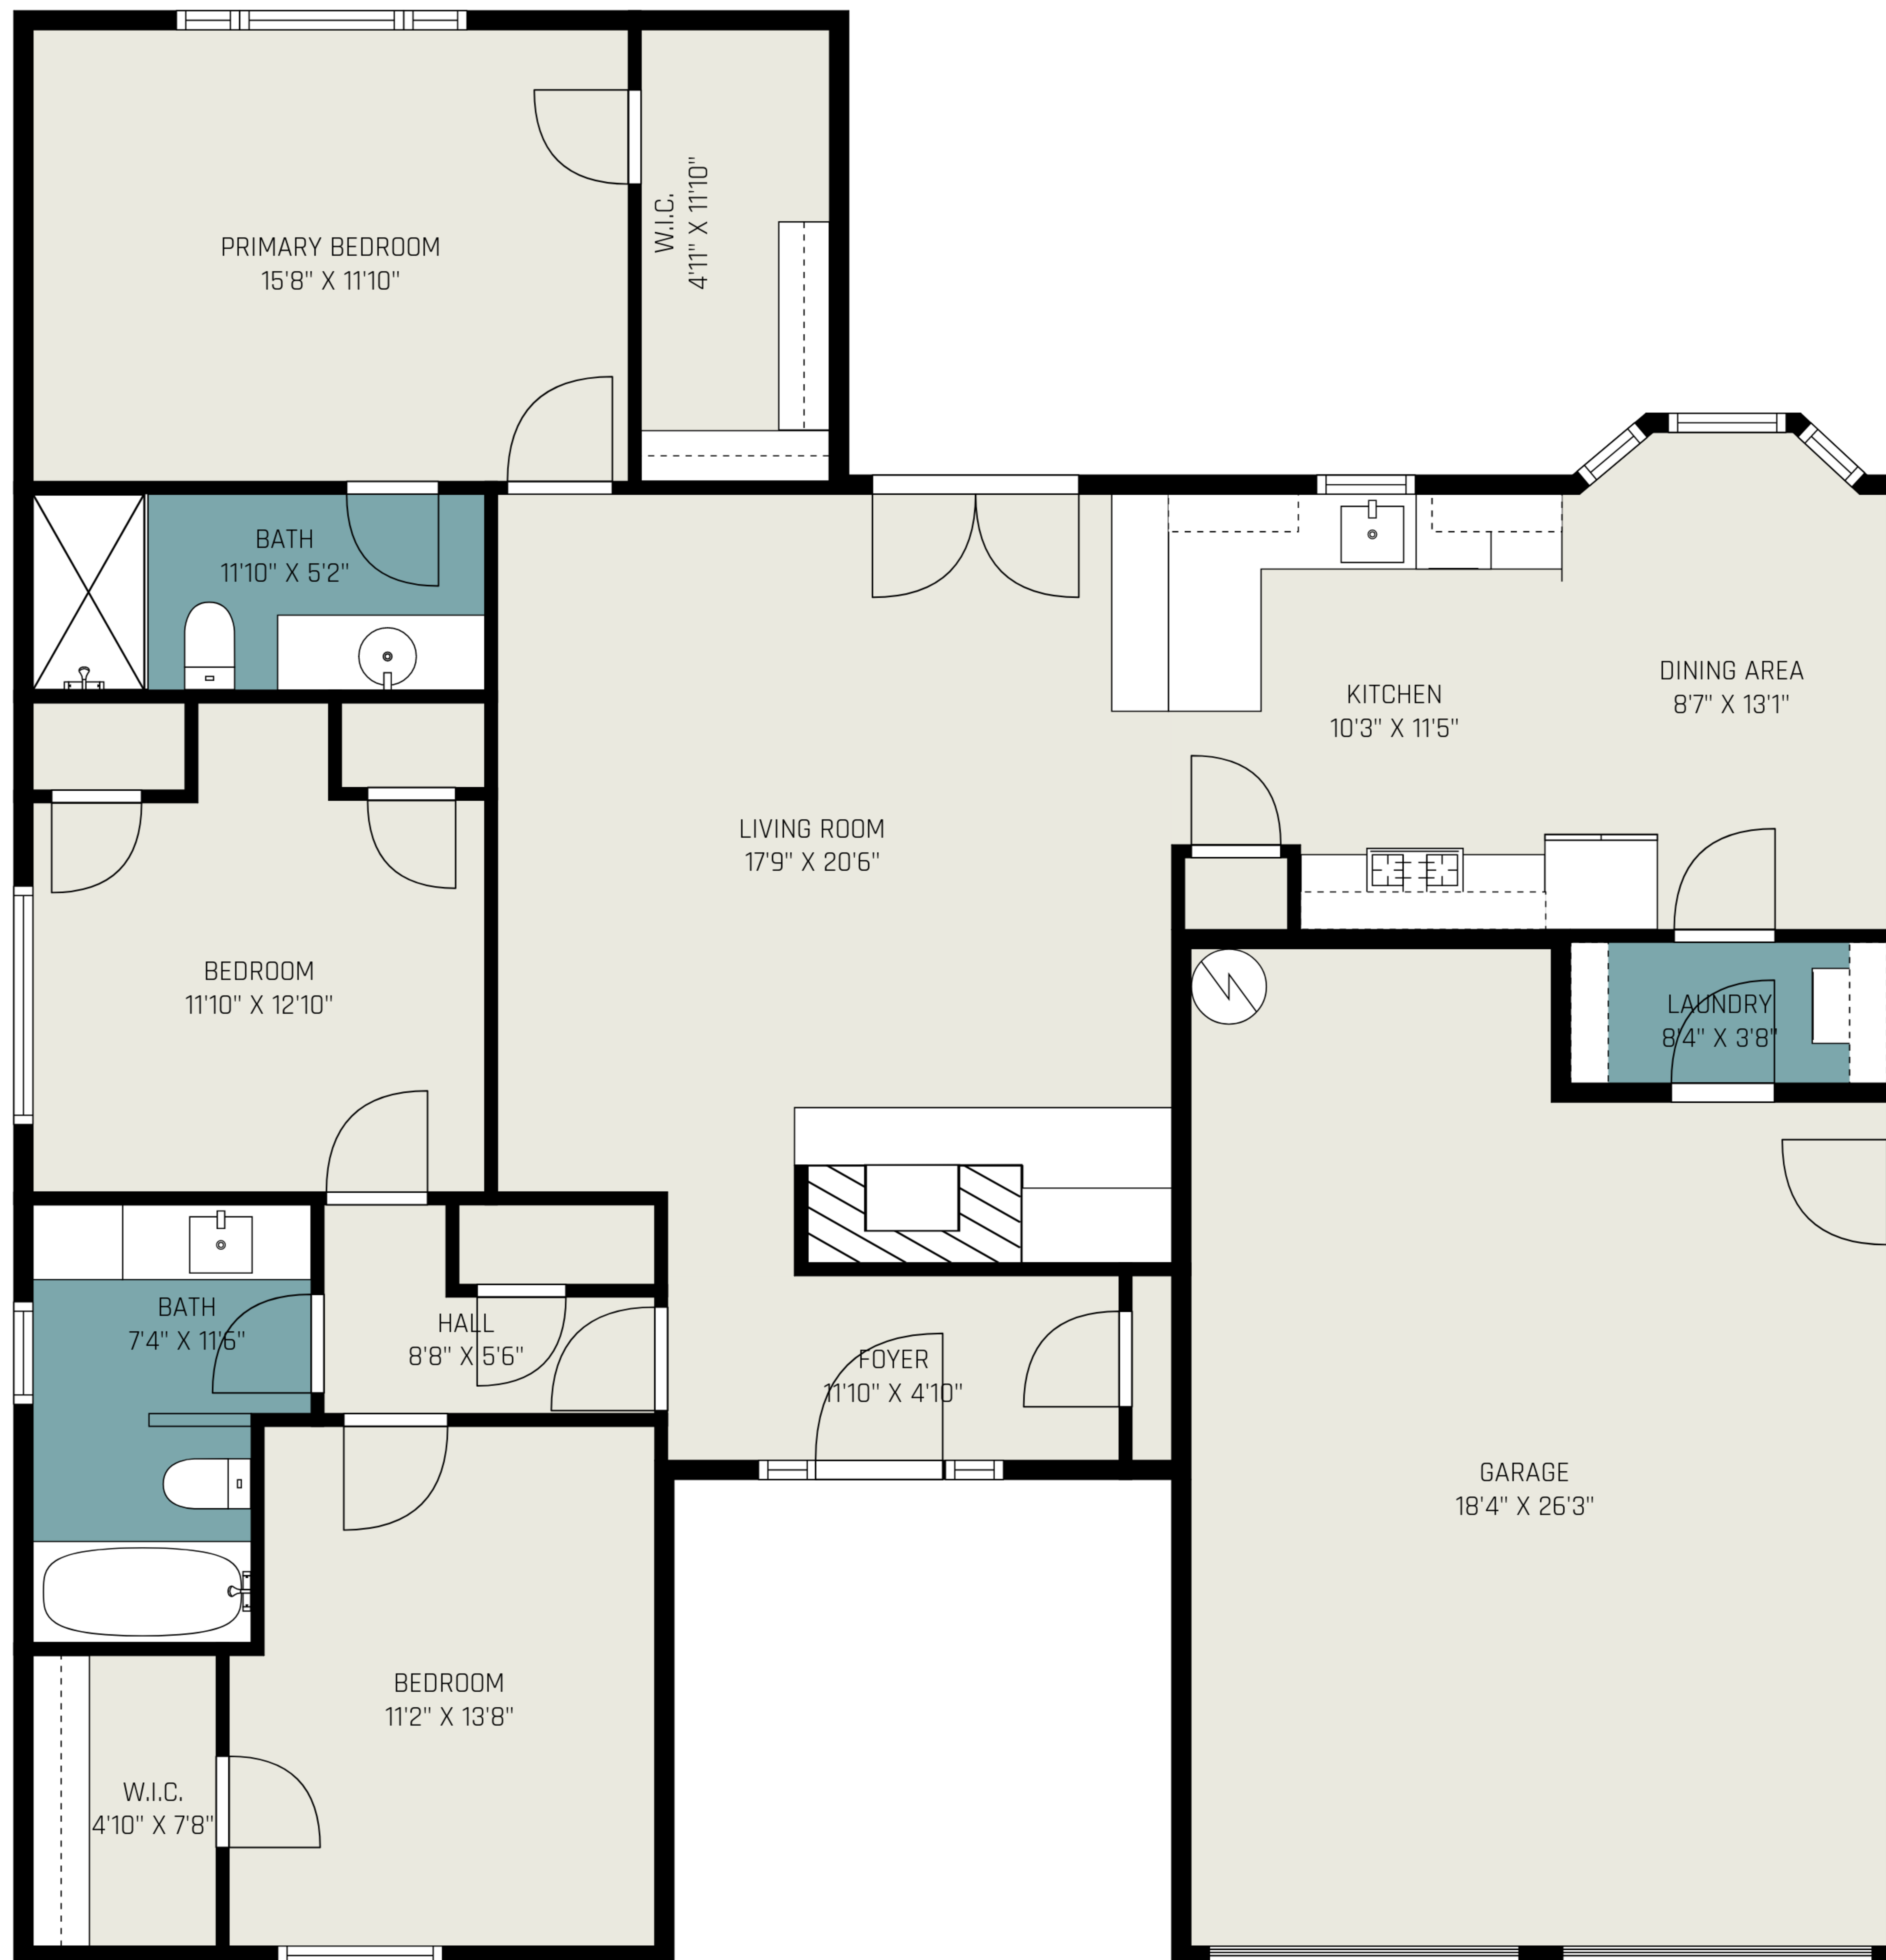 PRIMARY BEDROOM
15'8" X 11'10"
W.I.C.
4'11" X 11'10"
BATH
11'10" X 5'2"
KITCHEN
10'3" X 11'5"
DINING AREA
8'7" X 13'1"
LIVING ROOM
17'9" X 20'6"
BEDROOM
11'10" X 12'10"
LAUNDRY
8'4" X 3'8"
BATH
7'4" X 11'6"
HALL
8'8" X 5'6"
FOYER
11'10" X 4'10"
GARAGE
18'4" X 26'3"
BEDROOM
11'2" X 13'8"
W.I.C.
4'10" X 7'8"